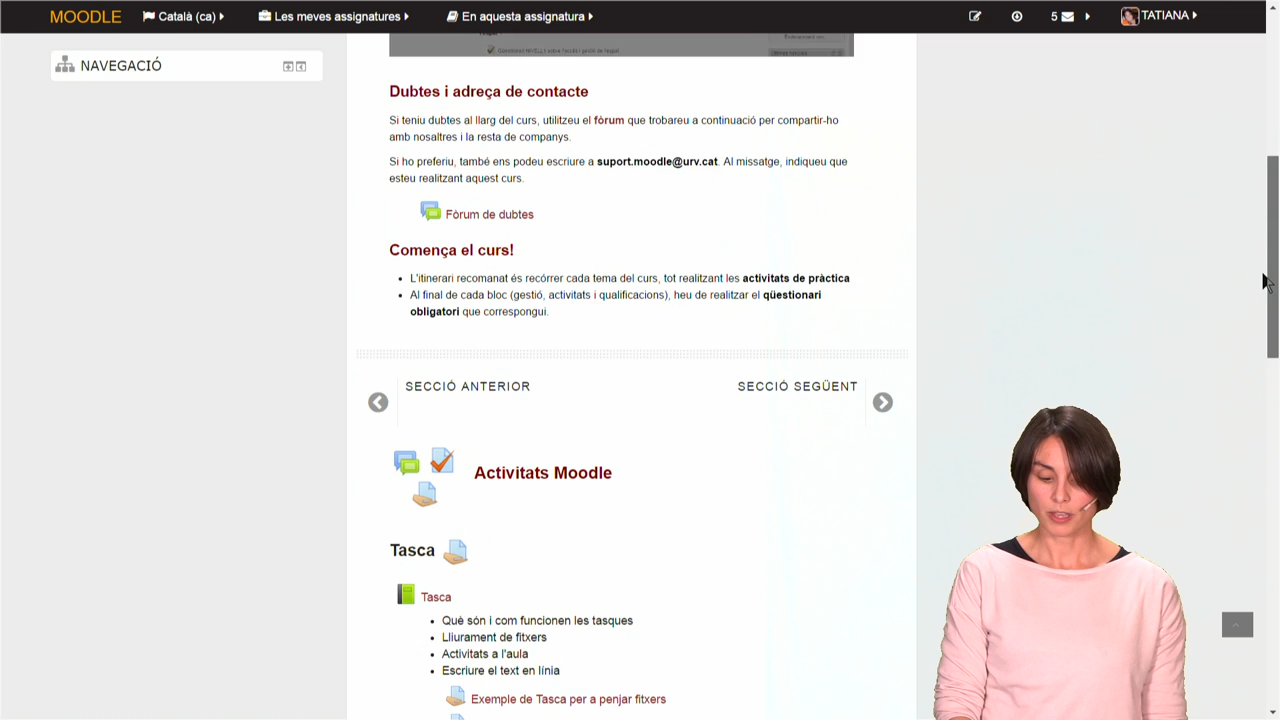 MOODLE
Català (ca)
Les meves assignatures
En aquesta assignatura
5
TATIANA
NAVEGACIÓ
Dubtes i adreça de contacte
Si teniu dubtes al llarg del curs, utilitzeu el fòrum que trobareu a continuació per compartir-ho
amb nosaltres i la resta de companys.
Si ho preferiu, també ens podeu escriure a suport.moodle@urv.cat. Al missatge, indiqueu que
esteu realitzant aquest curs.
Fòrum de dubtes
Comença el curs!
L'itinerari recomanat és recórrer cada tema del curs, tot realitzant les activitats de pràctica
Al final de cada bloc (gestió, activitats i qualificacions), heu de realitzar el qüestionari
obligatori que correspongui.
SECCIÓ ANTERIOR
SECCIÓ SEGÜENT
Activitats Moodle
Tasca
Tasca
Què són i com funcionen les tasques
Lliurament de fitxers
Activitats a l'aula
Escriure el text en línia
Exemple de Tasca per a penjar fitxers